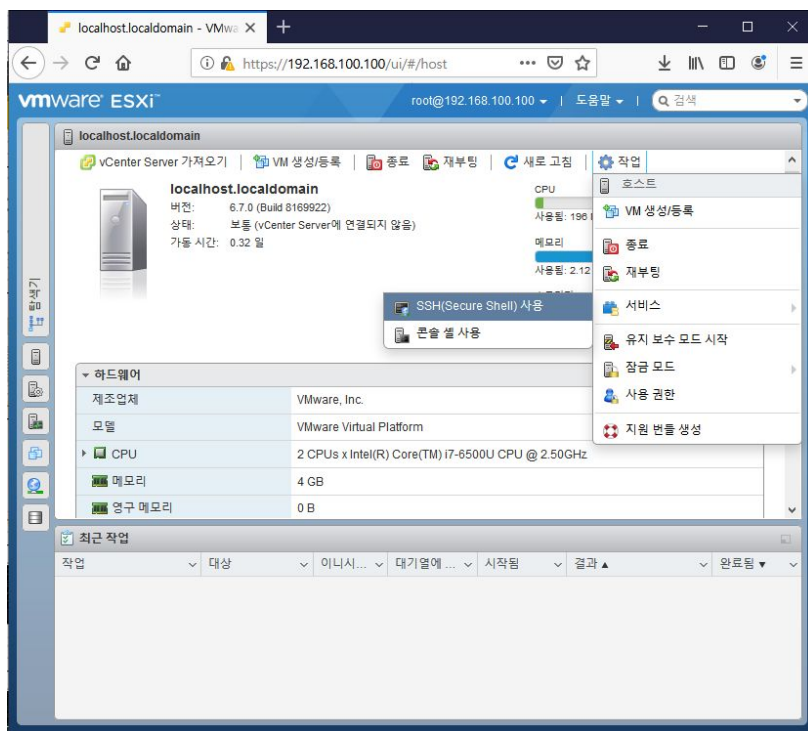 localhost.localdomain - VMwa
https://192.168.100.100/ui/#/host
vmware ESXi™
root@192.168.100.100
도움말
검색
탐색기
localhost.localdomain
vCenter Server 가져오기
VM 생성/등록
종료
재부팅
새로 고침
작업
localhost.localdomain
버전: 6.7.0 (Build 8169922)
상태: 보통 (vCenter Server에 연결되지 않음)
가동 시간: 0.32 일
CPU
사용됨: 196
메모리
사용됨: 2.12
호스트
VM 생성/등록
종료
재부팅
서비스
유지 보수 모드 시작
잠금 모드
사용 권한
지원 번들 생성
SSH(Secure Shell) 사용
콘솔 셸 사용
하드웨어
제조업체 VMware, Inc.
모델 VMware Virtual Platform
CPU 2 CPUs x Intel(R) Core(TM) i7-6500U CPU @ 2.50GHz
메모리 4 GB
영구 메모리 0 B
최근 작업
작업 대상 이니시... 대기열에 ... 시작됨 결과 ▲ 완료됨 ▼